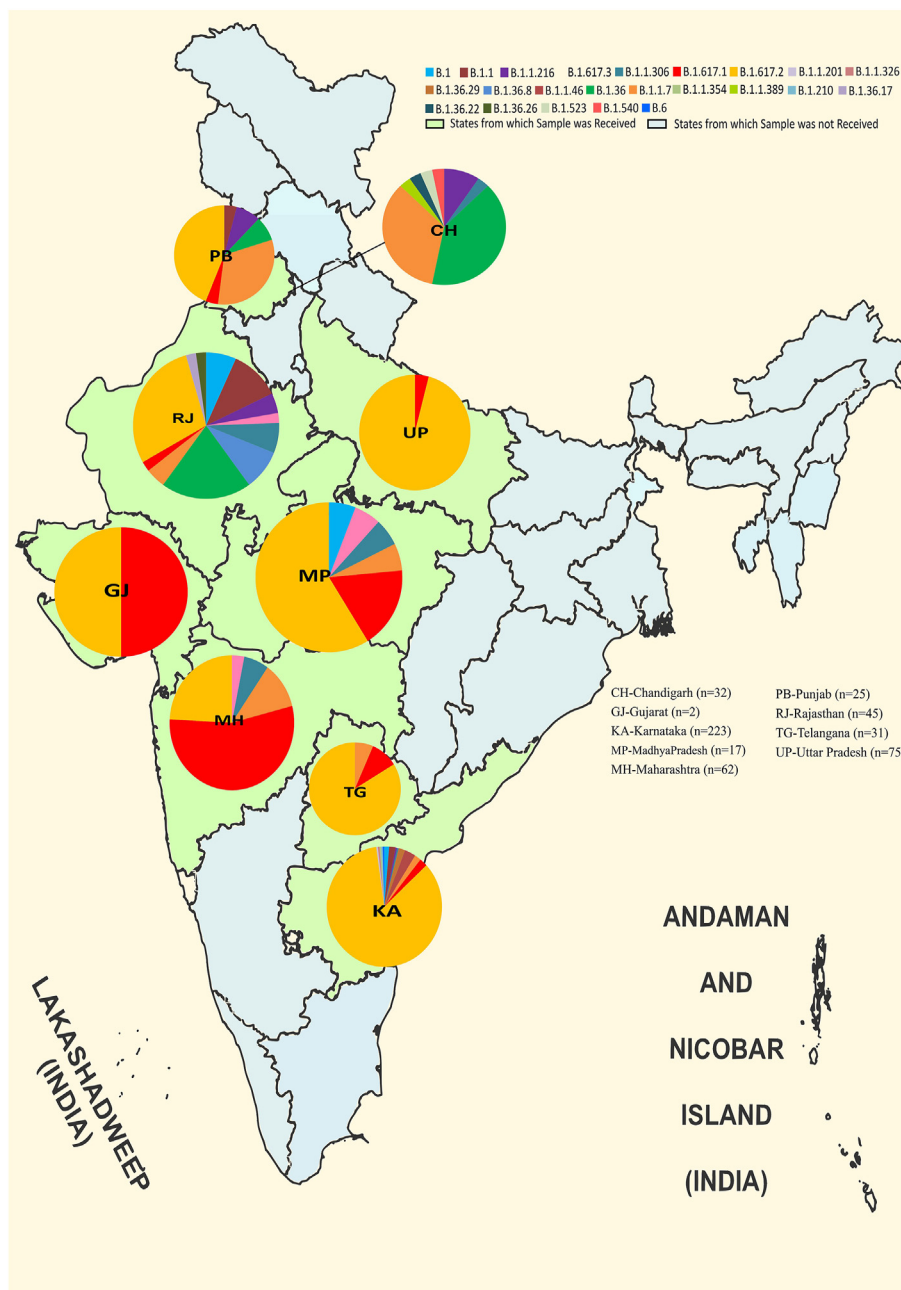 B.1 B.1.1 B.1.1.216 B.1.617.3 B.1.1.306 B.1.617.1 B.1.617.2 B.1.1.201 B.1.1.326
B.1.36.29 B.1.36.8 B.1.1.46 B.1.36 B.1.1.7 B.1.1.354 B.1.1.389 B.1.210 B.1.36.17
B.1.36.22 B.1.36.26 B.1.523 B.1.540 B.6
States from which Sample was Received States from which Sample was not Received
CH
PB
RJ
UP
MP
GJ
MH
TG
KA
CH-Chandigarh (n=32)
GJ-Gujarat (n=2)
KA-Karnataka (n=223)
MP-MadhyaPradesh (n=17)
MH-Maharashtra (n=62)
PB-Punjab (n=25)
RJ-Rajasthan (n=45)
TG-Telangana (n=31)
UP-Uttar Pradesh (n=75
ANDAMAN
AND
NICOBAR
ISLAND
(INDIA)
LAKASHADWEEP
(INDIA)